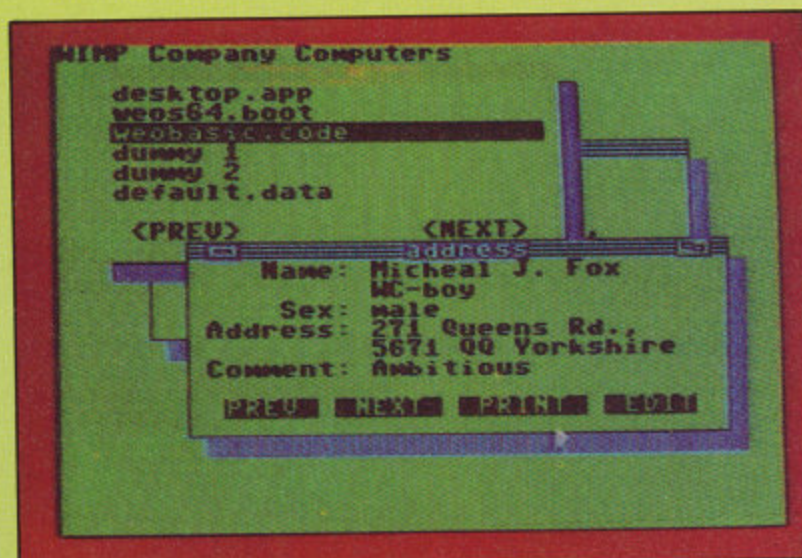 WIMP Company Computers
desktop.app
weos64.boot
weobasic.code
dummy 1
dummy 2
default.data
<PREV> <NEXT>
address
Name: Micheal J. Fox
WC-boy
Sex: male
Address: 271 Queens Rd.,
5671 QQ Yorkshire
Comment: Ambitious
PREV NEXT PRINT EDIT